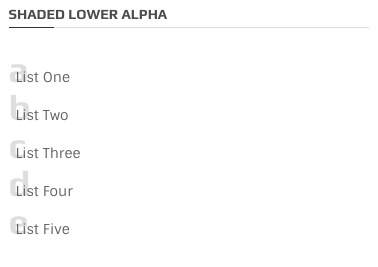 SHADED LOWER ALPHA
a List One
b List Two
c List Three
d List Four
e List Five